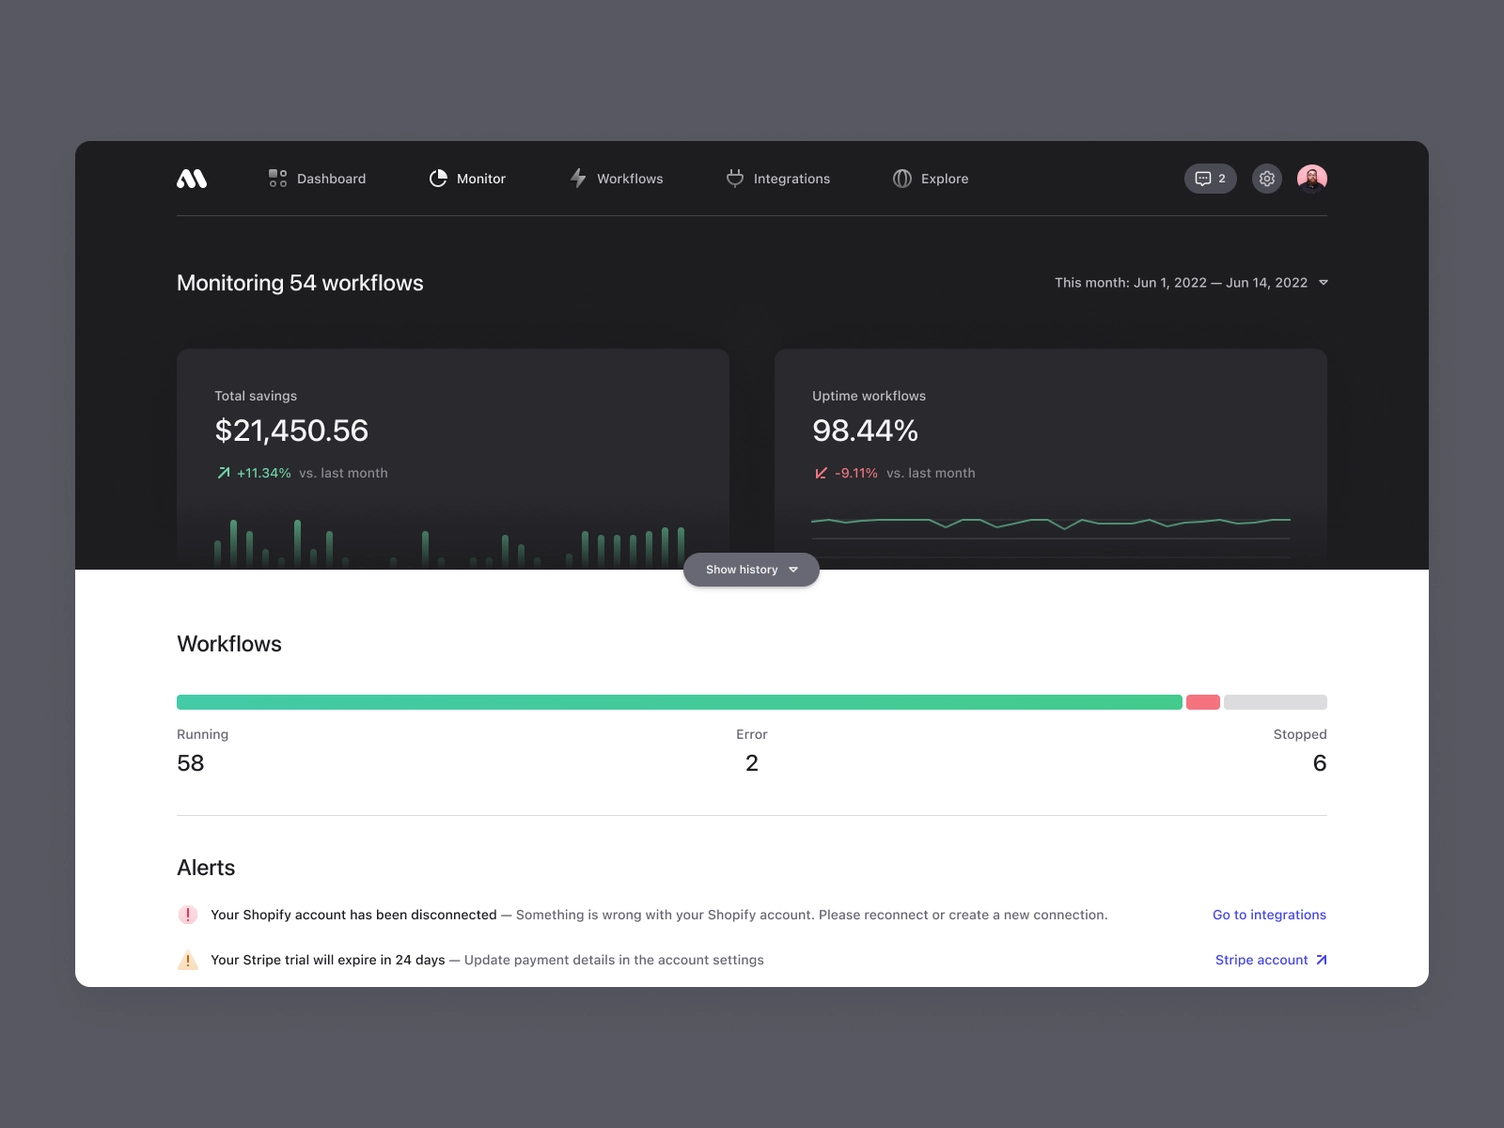 Dashboard
Monitor
Workflows
Integrations
Explore
2
Monitoring 54 workflows
This month: Jun 1, 2022 — Jun 14, 2022
Total savings
$21,450.56
+11.34% vs. last month
Uptime workflows
98.44%
-9.11% vs. last month
Show history
Workflows
Running
58
Error
2
Stopped
6
Alerts
Your Shopify account has been disconnected — Something is wrong with your Shopify account. Please reconnect or create a new connection.
Go to integrations
Your Stripe trial will expire in 24 days — Update payment details in the account settings
Stripe account